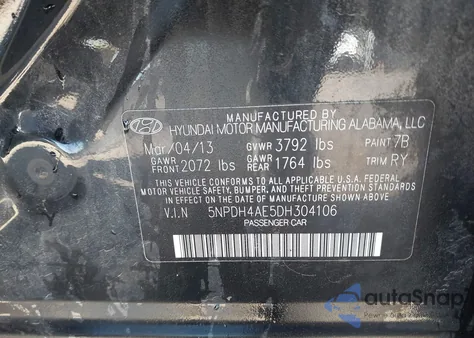 MANUFACTURED BY
HYUNDAI MOTOR MANUFACTURING ALABAMA, LLC
Mar/04/13 GVWR 3792 lbs PAINT 7B
GAWR FRONT 2072 lbs GAWR REAR 1764 lbs TRIM RY
THIS VEHICLE CONFORMS TO ALL APPLICABLE U.S.A. FEDERAL
MOTOR VEHICLE SAFETY, BUMPER, AND THEFT PREVENTION STANDARDS
IN EFFECT ON THE DATE OF MANUFACTURE SHOWN ABOVE.
V.I.N 5NPDH4AE5DH304106
PASSENGER CAR
autoSnap